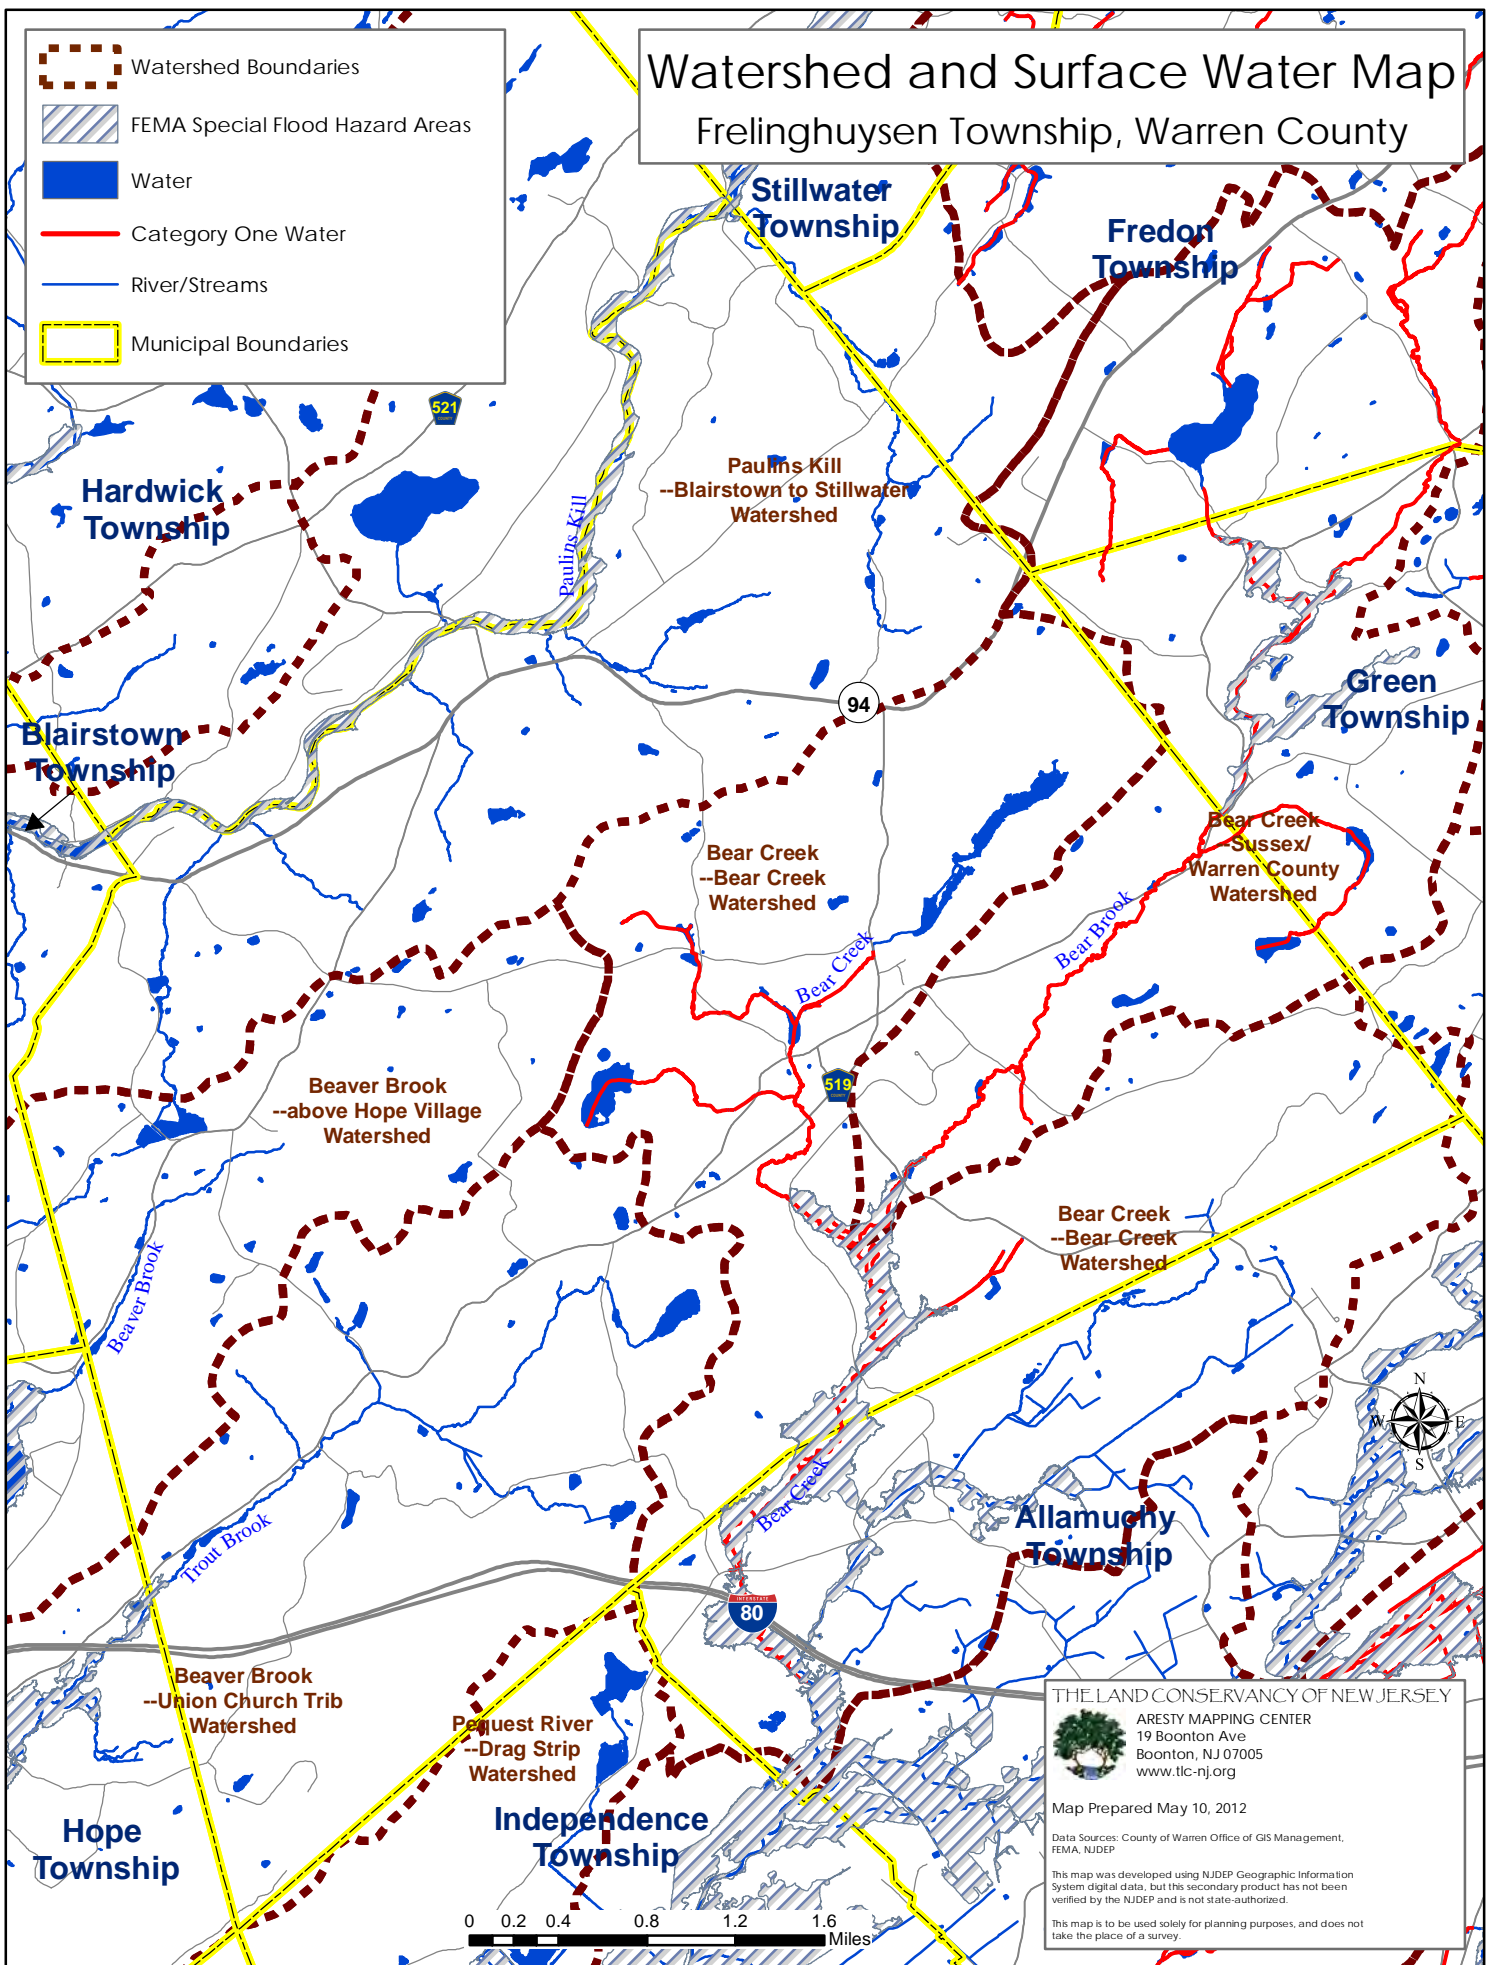 Watershed and Surface Water Map
Frelinghuysen Township, Warren County
Watershed Boundaries
FEMA Special Flood Hazard Areas
Water
Category One Water
River/Streams
Municipal Boundaries
Stillwater
Township
Fredon
Township
521
COUNTY
Hardwick
Township
Paulins Kill
--Blairstown to Stillwater
Watershed
Paulins Kill
Green
Township
94
Blairstown
Township
Bear Creek
--Sussex/
Warren County
Watershed
Bear Creek
--Bear Creek
Watershed
Bear Brook
Bear Creek
519
COUNTY
Beaver Brook
--above Hope Village
Watershed
Bear Creek
--Bear Creek
Watershed
Beaver Brook
N
W
E
S
Bear Creek
Allamuchy
Township
Trout Brook
INTERSTATE
80
Beaver Brook
--Union Church Trib
Watershed
Pequest River
--Drag Strip
Watershed
Independence
Township
Hope
Township
0 0.2 0.4 0.8 1.2 1.6
Miles
THE LAND CONSERVANCY OF NEW JERSEY
ARESTY MAPPING CENTER
19 Boonton Ave
Boonton, NJ 07005
www.tlc-nj.org
Map Prepared May 10, 2012
Data Sources: County of Warren Office of GIS Management,
FEMA, NJDEP
This map was developed using NJDEP Geographic Information
System digital data, but this secondary product has not been
verified by the NJDEP and is not state-authorized.
This map is to be used solely for planning purposes, and does not
take the place of a survey.